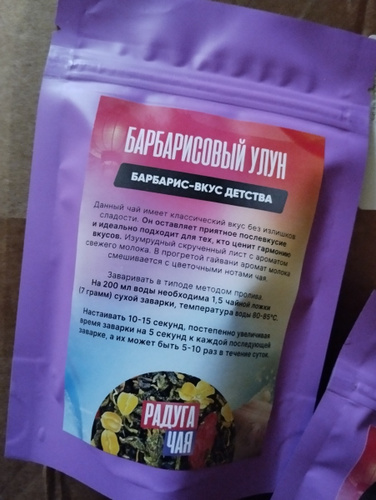 БАРБАРИСОВЫЙ УЛУН
БАРБАРИС-ВКУС ДЕТСТВА
Данный чай имеет классический вкус без излишков
сладости. Он оставляет приятное послевкусие
и идеально подходит для тех, кто ценит гармонию
вкусов. Изумрудный скрученный лист с ароматом
свежего молока. В прогретой гайвани аромат молока
смешивается с цветочными нотами чая.
Заваривать в типоде методом пролива.
На 200 мл воды необходима 1,5 чайной ложки
(7 грамм) сухой заварки, температура воды 80-85°С.
Настаивать 10-15 секунд, постепенно увеличивая
время заварки на 5 секунд к каждой последующей
заварке, а их может быть 5-10 раз в течение суток.
РАДУГА
ЧАЯ